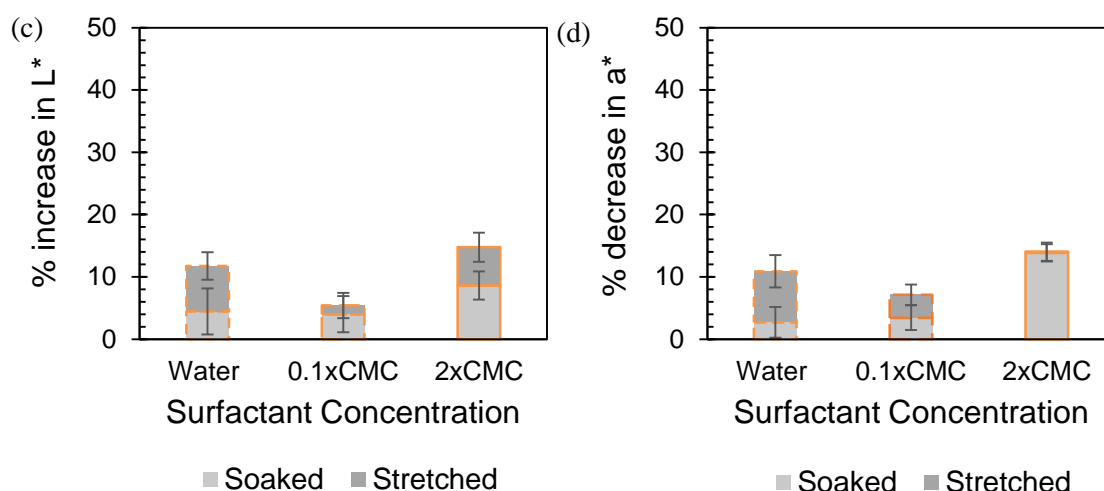 (c)
% increase in L*
50
40
30
20
10
0
Water 0.1xCMC 2xCMC
Surfactant Concentration
Soaked Stretched
(d)
% decrease in a*
50
40
30
20
10
0
Water 0.1xCMC 2xCMC
Surfactant Concentration
Soaked Stretched